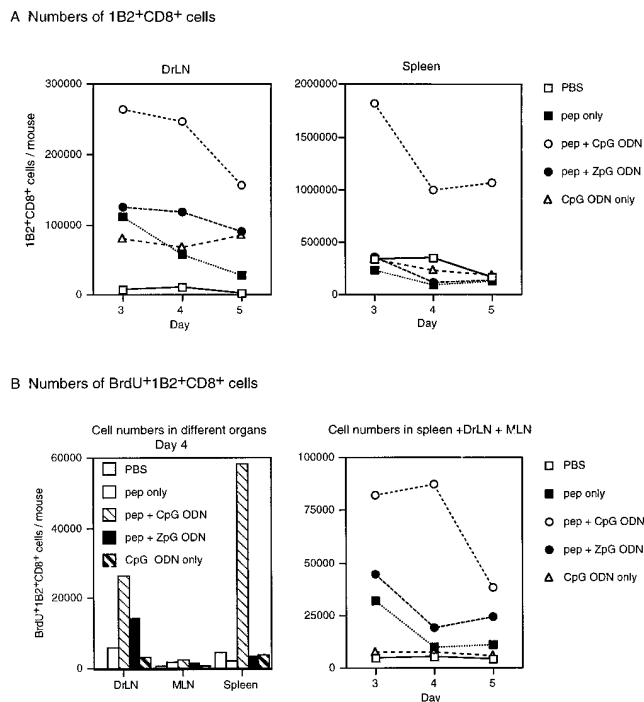 A Numbers of 1B2+CD8+ cells
DrLN
Spleen
1B2+CD8+ cells / mouse
300000
200000
100000
0
3 4 5
Day
2000000
1500000
1000000
500000
0
3 4 5
Day
PBS
pep only
pep + CpG ODN
pep + ZpG ODN
CpG ODN only
B Numbers of BrdU+1B2+CD8+ cells
Cell numbers in different organs
Day 4
BrdU+1B2+CD8+ cells / mouse
60000
40000
20000
0
PBS
pep only
pep + CpG ODN
pep + ZpG ODN
CpG ODN only
DrLN MLN Spleen
Cell numbers in spleen +DrLN + MLN
100000
75000
50000
25000
0
3 4 5
Day
PBS
pep only
pep + CpG ODN
pep + ZpG ODN
CpG ODN only